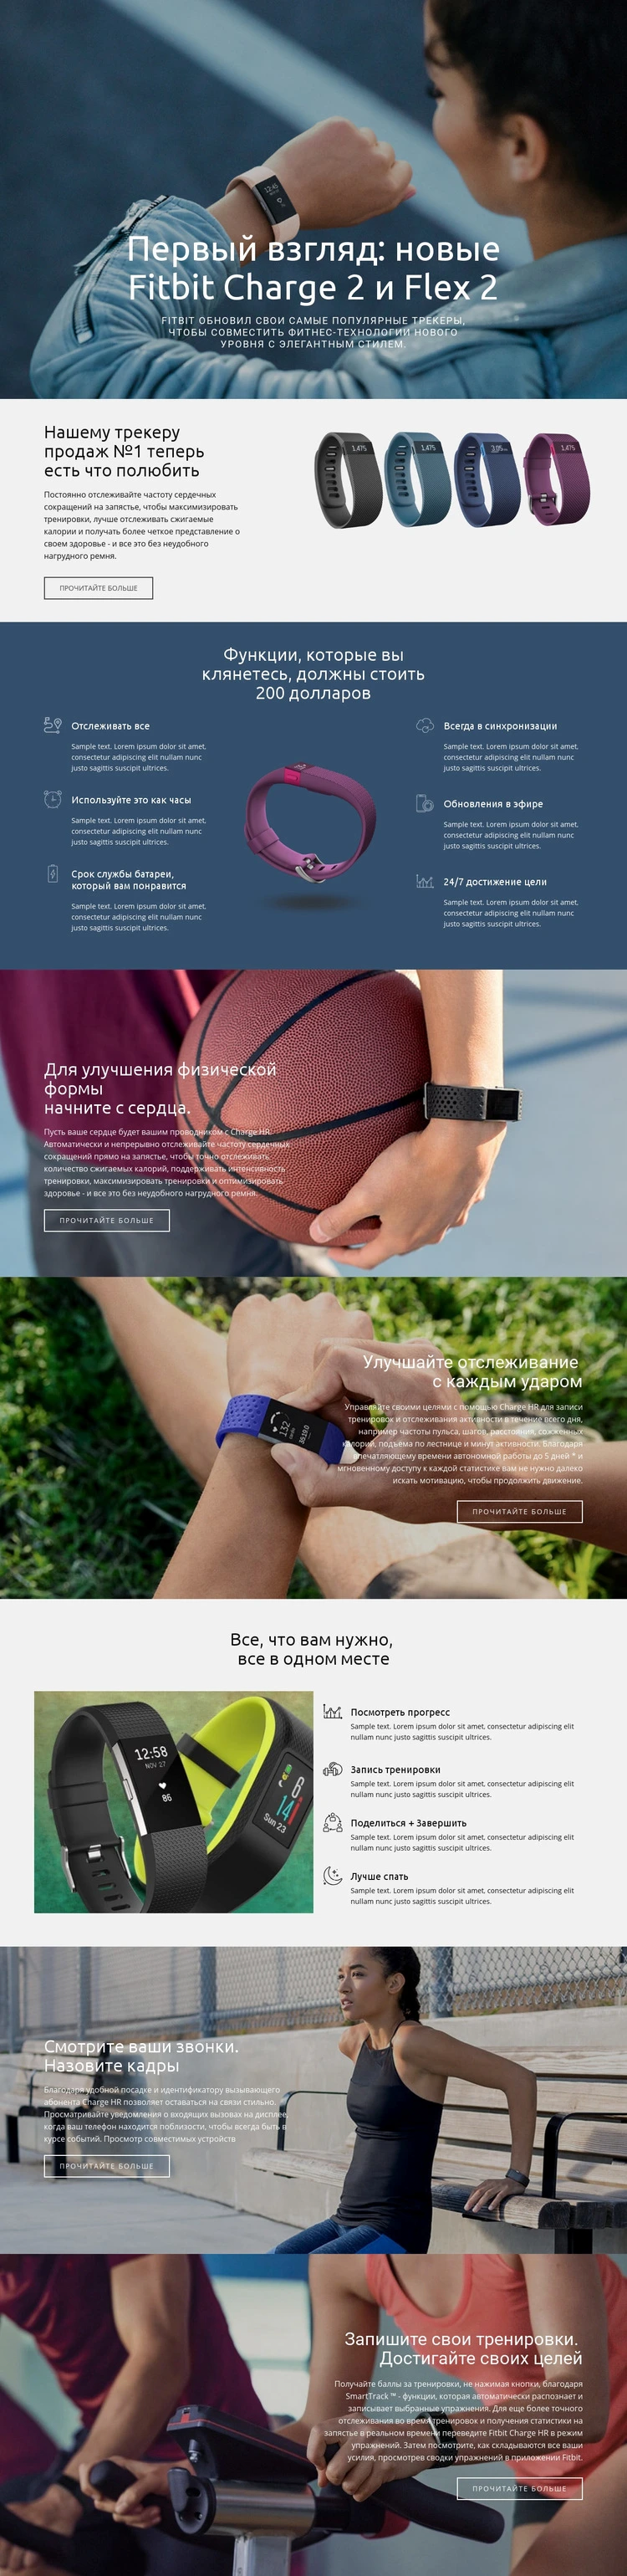 Первый взгляд: новые
Fitbit Charge 2 и Flex 2
FITBIT ОБНОВИЛ СВОИ САМЫЕ ПОПУЛЯРНЫЕ ТРЕКЕРЫ,
ЧТОБЫ СОВМЕСТИТЬ ФИТНЕС-ТЕХНОЛОГИИ НОВОГО
УРОВНЯ С ЭЛЕГАНТНЫМ СТИЛЕМ.
Нашему трекеру
продаж №1 теперь
есть что полюбить
Постоянно отслеживайте частоту сердечных
сокращений на запястье, чтобы максимизировать
тренировки, лучше отслеживать сжигаемые
калории и получать более четкое представление о
своем здоровье - и все это без неудобного
нагрудного ремня.
ПРОЧИТАЙТЕ БОЛЬШЕ
1,475
1,475
1,475
Функции, которые вы
клянетесь, должны стоить
200 долларов
Отслеживать все
Sample text. Lorem ipsum dolor sit amet,
consectetur adipiscing elit nullam nunc
justo sagittis suscipit ultrices.
Используйте это как часы
Sample text. Lorem ipsum dolor sit amet,
consectetur adipiscing elit nullam nunc
justo sagittis suscipit ultrices.
Срок службы батареи,
который вам понравится
Sample text. Lorem ipsum dolor sit amet,
consectetur adipiscing elit nullam nunc
justo sagittis suscipit ultrices.
Всегда в синхронизации
Sample text. Lorem ipsum dolor sit amet,
consectetur adipiscing elit nullam nunc
justo sagittis suscipit ultrices.
Обновления в эфире
Sample text. Lorem ipsum dolor sit amet,
consectetur adipiscing elit nullam nunc
justo sagittis suscipit ultrices.
24/7 достижение цели
Sample text. Lorem ipsum dolor sit amet,
consectetur adipiscing elit nullam nunc
justo sagittis suscipit ultrices.
Для улучшения физической
формы
начните с сердца.
Пусть ваше сердце будет вашим проводником с Charge HR.
Автоматически и непрерывно отслеживайте частоту сердечных
сокращений прямо на запястье, чтобы точно отслеживать
количество сжигаемых калорий, поддерживать интенсивность
тренировки, максимизировать тренировки и оптимизировать
здоровье - и все это без неудобного нагрудного ремня.
ПРОЧИТАЙТЕ БОЛЬШЕ
Улучшайте отслеживание
с каждым ударом
Управляйте своими целями с помощью Charge HR для записи
тренировок и отслеживания активности в течение всего дня,
например частоты пульса, шагов, расстояния, сожженных
калорий, подъема по лестнице и минут активности. Благодаря
впечатляющему времени автономной работы до 5 дней * и
мгновенному доступу к каждой статистике вам не нужно далеко
искать мотивацию, чтобы продолжить движение.
ПРОЧИТАЙТЕ БОЛЬШЕ
Все, что вам нужно,
все в одном месте
12:58
NOV 27
86
6
14
Sun 23
Посмотреть прогресс
Sample text. Lorem ipsum dolor sit amet, consectetur adipiscing elit
nullam nunc justo sagittis suscipit ultrices.
Запись тренировки
Sample text. Lorem ipsum dolor sit amet, consectetur adipiscing elit
nullam nunc justo sagittis suscipit ultrices.
Поделиться + Завершить
Sample text. Lorem ipsum dolor sit amet, consectetur adipiscing elit
nullam nunc justo sagittis suscipit ultrices.
Лучше спать
Sample text. Lorem ipsum dolor sit amet, consectetur adipiscing elit
nullam nunc justo sagittis suscipit ultrices.
Смотрите ваши звонки.
Назовите кадры
Благодаря удобной посадке и идентификатору вызывающего
абонента Charge HR позволяет оставаться на связи стильно.
Просматривайте уведомления о входящих вызовах на дисплее,
когда ваш телефон находится поблизости, чтобы всегда быть в
курсе событий. Просмотр совместимых устройств
ПРОЧИТАЙТЕ БОЛЬШЕ
Запишите свои тренировки.
Достигайте своих целей
Получайте баллы за тренировки, не нажимая кнопки, благодаря
SmartTrack ™ - функции, которая автоматически распознает и
записывает выбранные упражнения. Для еще более точного
отслеживания во время тренировок и получения статистики на
запястье в реальном времени переведите Fitbit Charge HR в режим
упражнений. Затем посмотрите, как складываются все ваши
усилия, просмотрев сводки упражнений в приложении Fitbit.
ПРОЧИТАЙТЕ БОЛЬШЕ